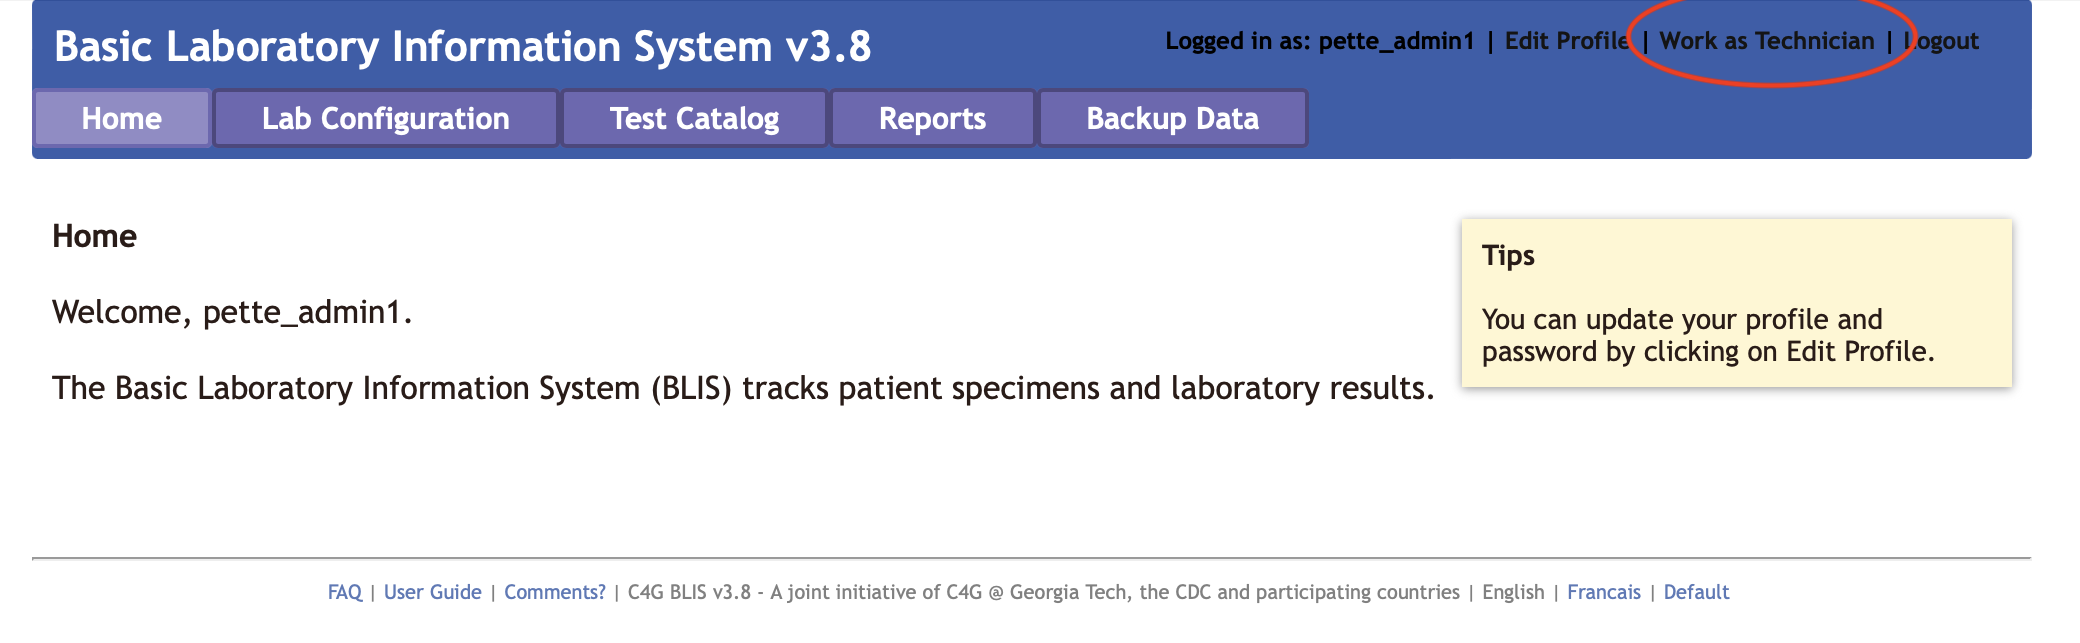 Basic Laboratory Information System v3.8
Logged in as: pette_admin1 | Edit Profile | Work as Technician | Logout
Home
Lab Configuration
Test Catalog
Reports
Backup Data
Home
Welcome, pette_admin1.
The Basic Laboratory Information System (BLIS) tracks patient specimens and laboratory results.
Tips
You can update your profile and
password by clicking on Edit Profile.
FAQ | User Guide | Comments? | C4G BLIS v3.8 - A joint initiative of C4G @ Georgia Tech, the CDC and participating countries | English | Francais | Default